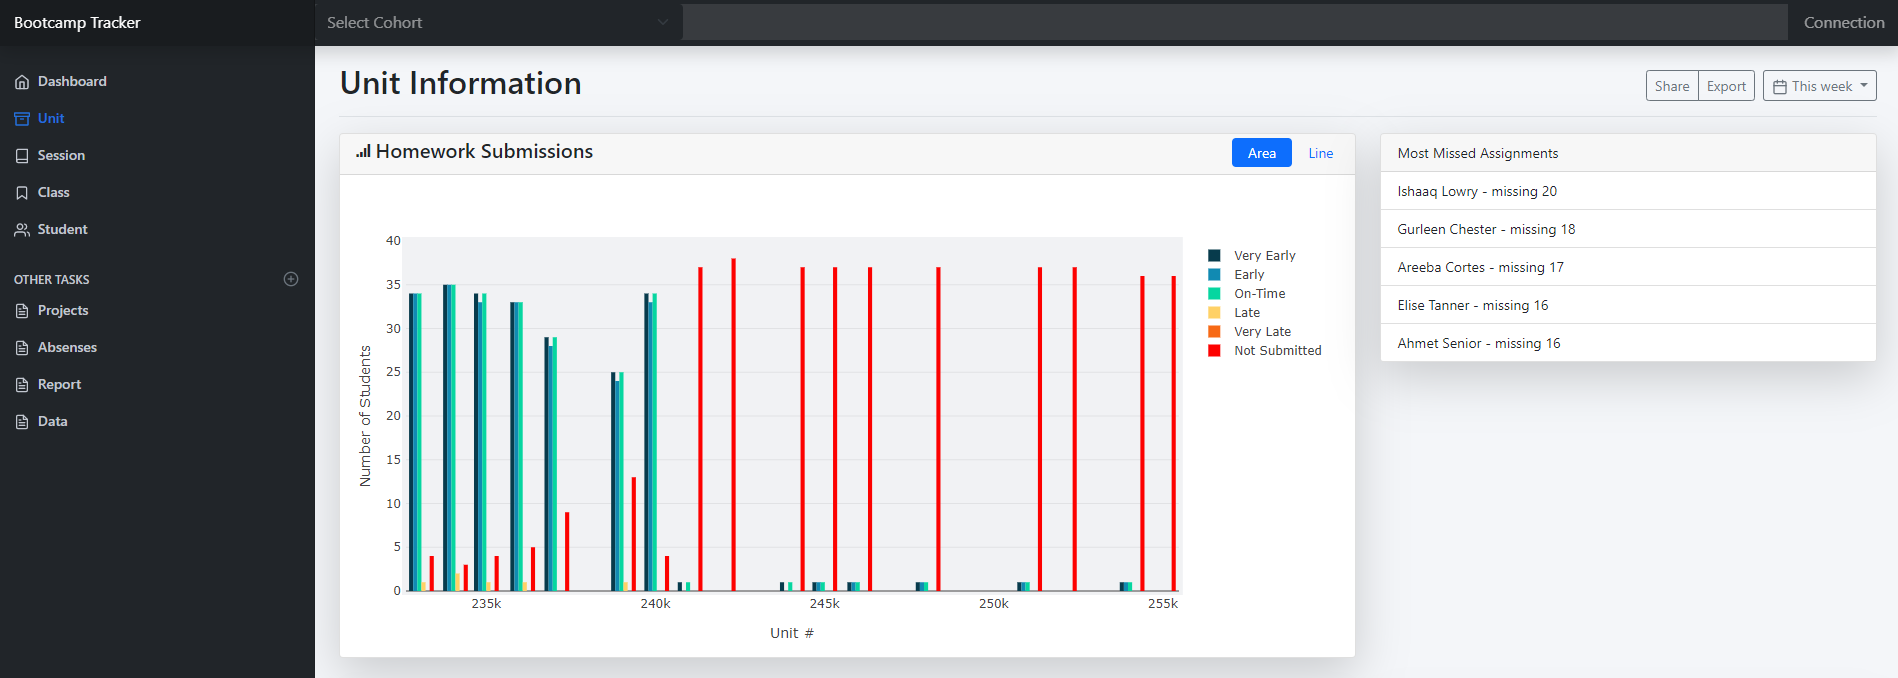 Bootcamp Tracker
Select Cohort
Connection
Dashboard
Unit
Session
Class
Student
OTHER TASKS
Projects
Absenses
Report
Data
Unit Information
Share
Export
This week
Homework Submissions
Area
Line
40
35
30
25
20
15
10
5
0
Number of Students
235k
240k
245k
250k
255k
Unit #
Very Early
Early
On-Time
Late
Very Late
Not Submitted
Most Missed Assignments
Ishaaq Lowry - missing 20
Gurleen Chester - missing 18
Areeba Cortes - missing 17
Elise Tanner - missing 16
Ahmet Senior - missing 16